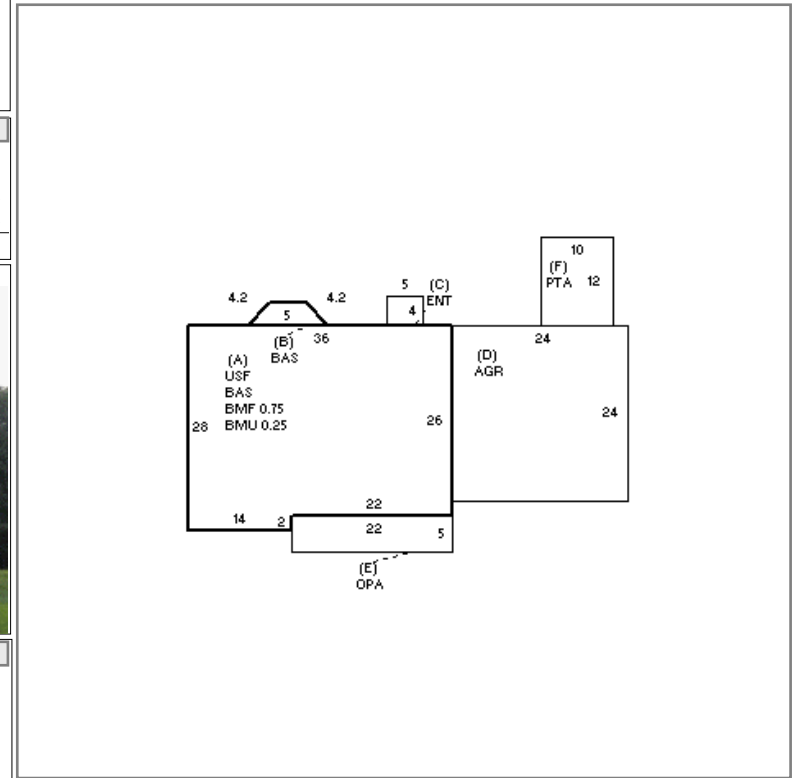 10
(F)
PTA 12
5 (C)
ENT
4.2 4.2
5 4
(B) 36
BAS
24
(D)
AGR
(A)
USF
BAS
BMF 0.75
BMU 0.25
28
26
24
22
14 2
22 5
(E)
OPA